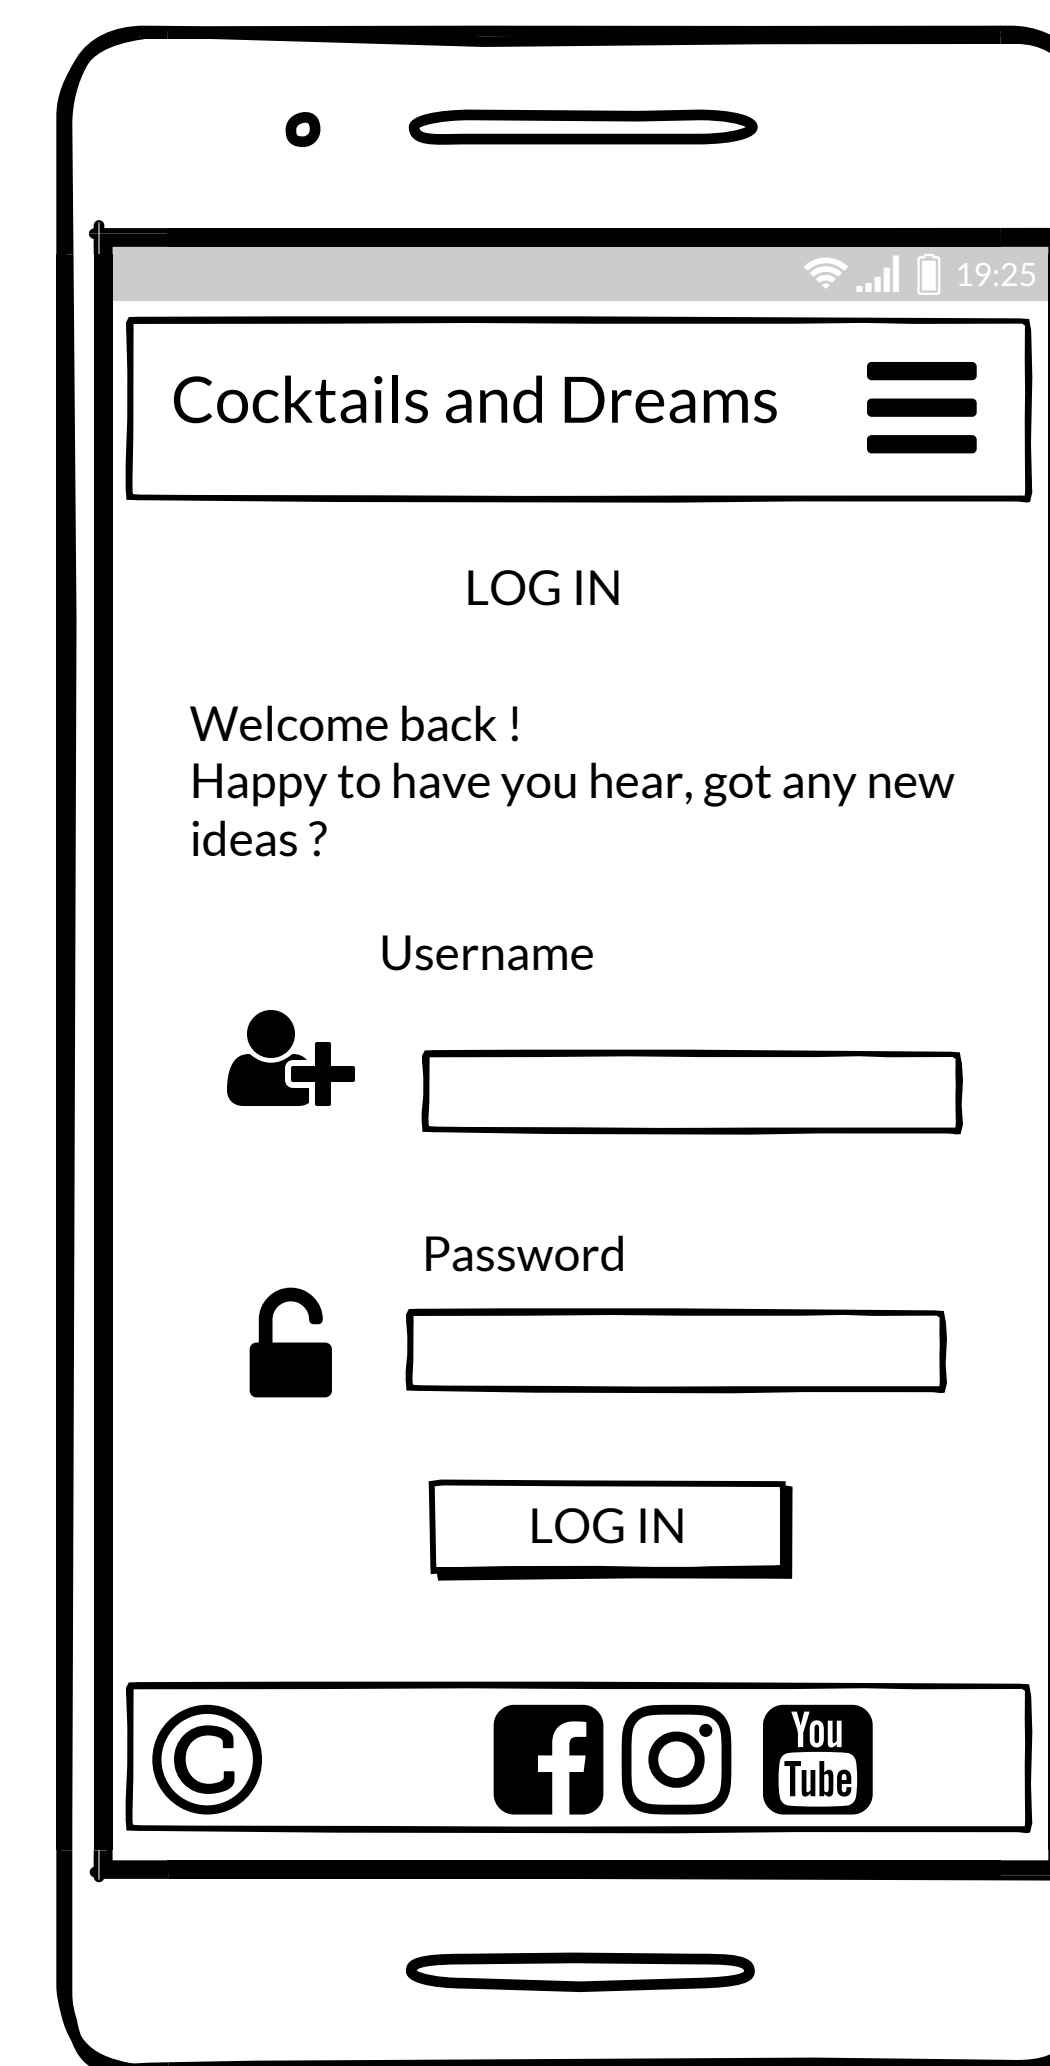 19:25
Cocktails and Dreams
LOG IN
Welcome back !
Happy to have you hear, got any new
ideas ?
Username
Password
LOG IN
©
You
Tube